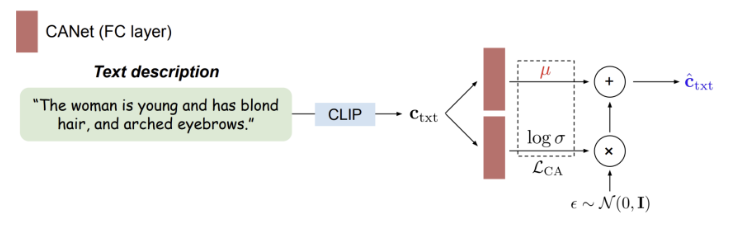 CANet (FC layer)
Text description
“The woman is young and has blond
hair, and arched eyebrows.”
CLIP
c_txt
μ
+
ĉ_txt
log σ
×
ℒ_CA
ϵ ∼ 𝒩(0, I)